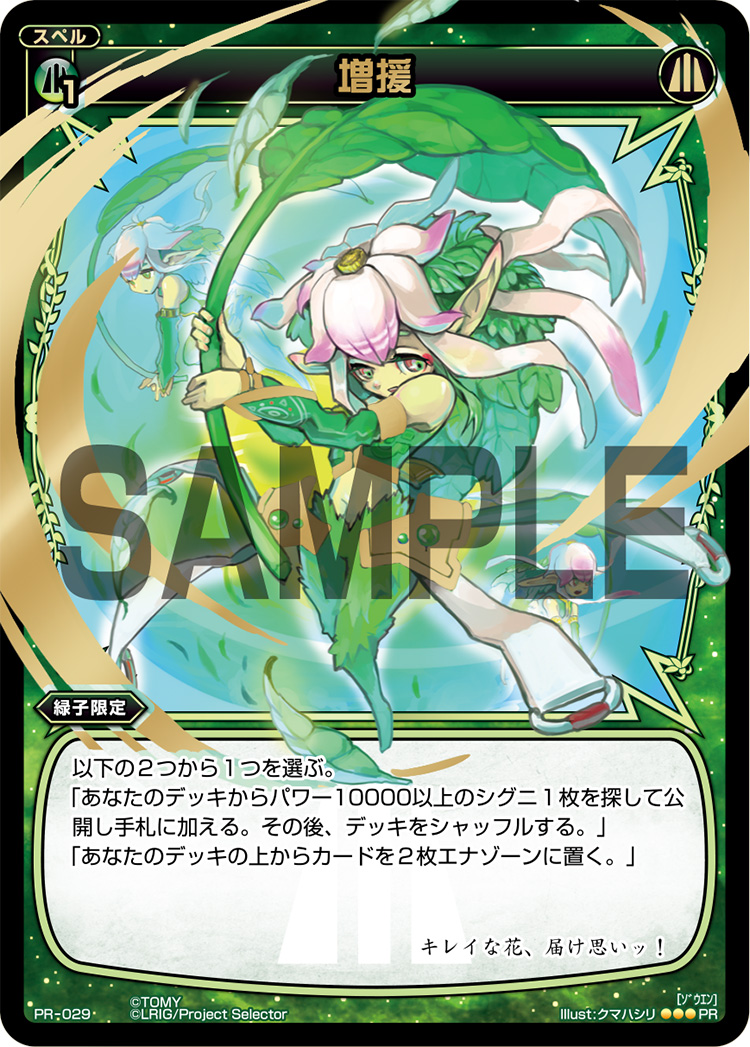 スペル
1
増援
SAMPLE
緑子限定
以下の2つから1つを選ぶ。
「あなたのデッキからパワー10000以上のシグニ1枚を探して公
開し手札に加える。その後、デッキをシャッフルする。」
「あなたのデッキの上からカードを2枚エナゾーンに置く。」
キレイな花、届け思いッ!
[ゾウエン]
©TOMY
PR-029 ©LRIG/Project Selector Illust:クマハシリ PR